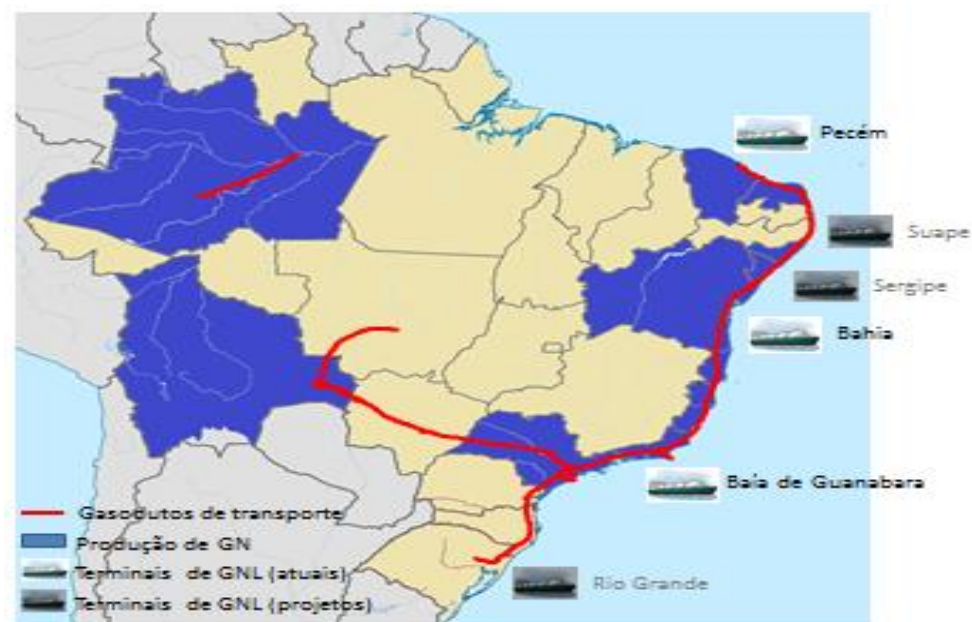 Pecém
Suape
Sergipe
Bahia
Baía de Guanabara
Gasodutos de transporte
Produção de GN
Terminais de GNL (atuais)
Rio Grande
Terminais de GNL (projetos)